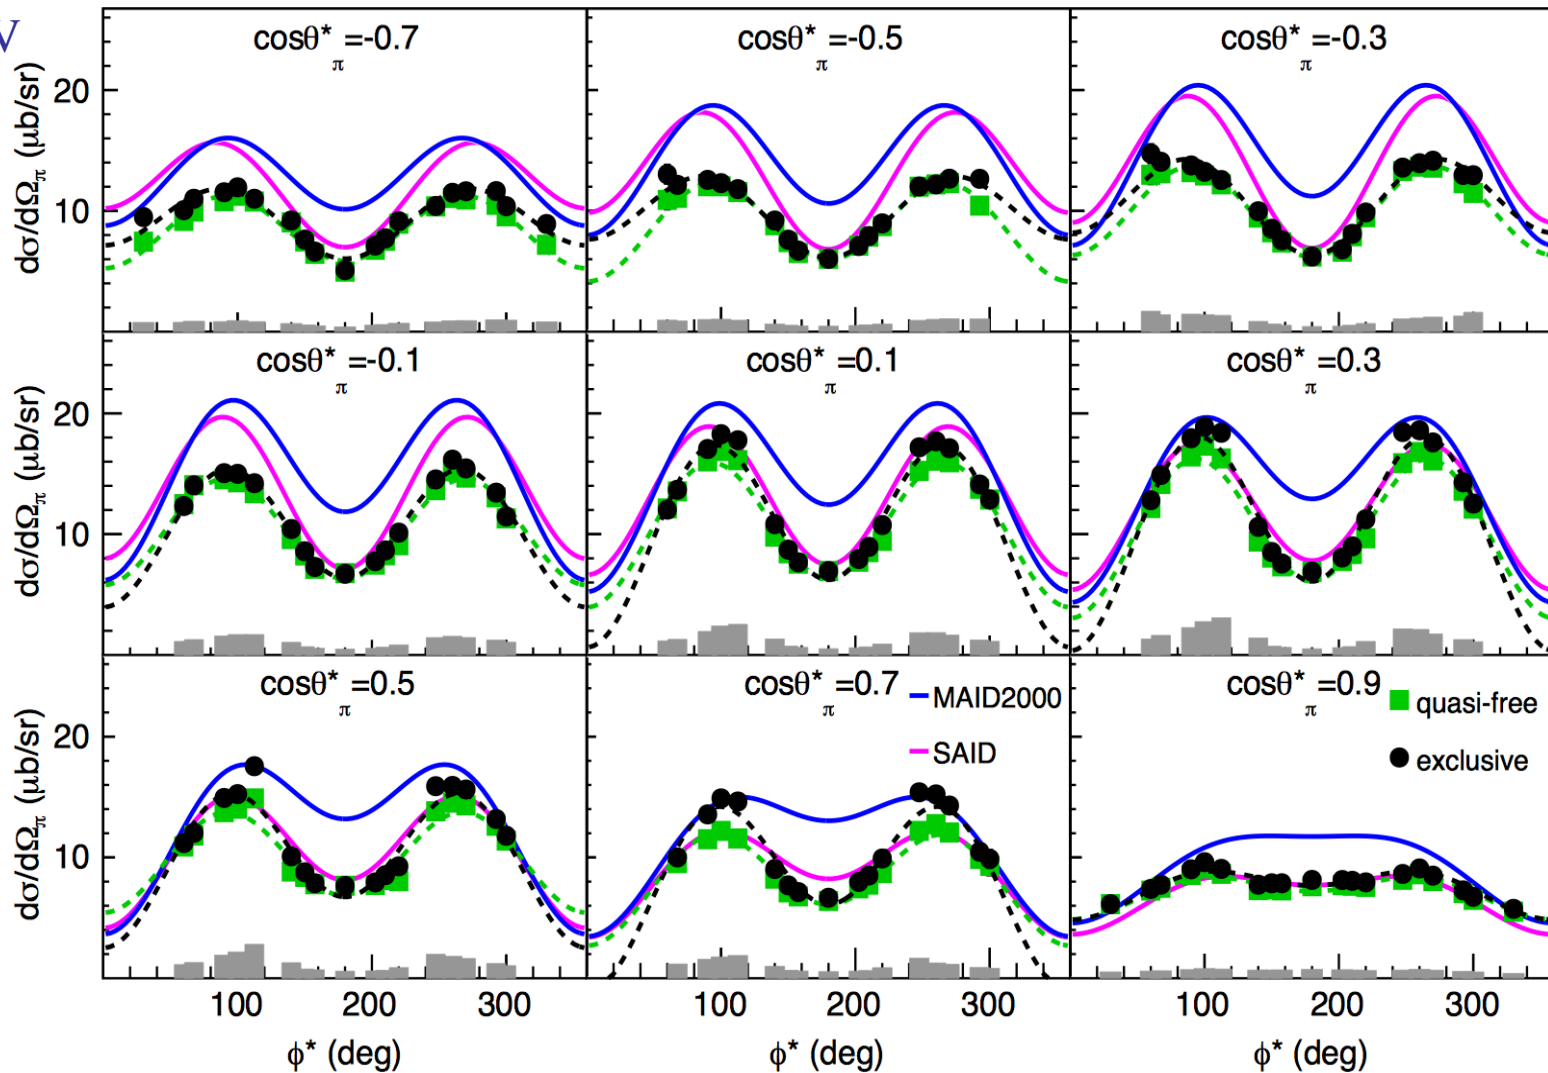 V
cosθ*π =-0.7
cosθ*π =-0.5
cosθ*π =-0.3
dσ/dΩπ (μb/sr)
20
10
cosθ*π =-0.1
cosθ*π =0.1
cosθ*π =0.3
dσ/dΩπ (μb/sr)
20
10
cosθ*π =0.5
cosθ*π =0.7
cosθ*π =0.9
MAID2000
SAID
quasi-free
exclusive
dσ/dΩπ (μb/sr)
20
10
100 200 300
100 200 300
100 200 300
ϕ* (deg)
ϕ* (deg)
ϕ* (deg)